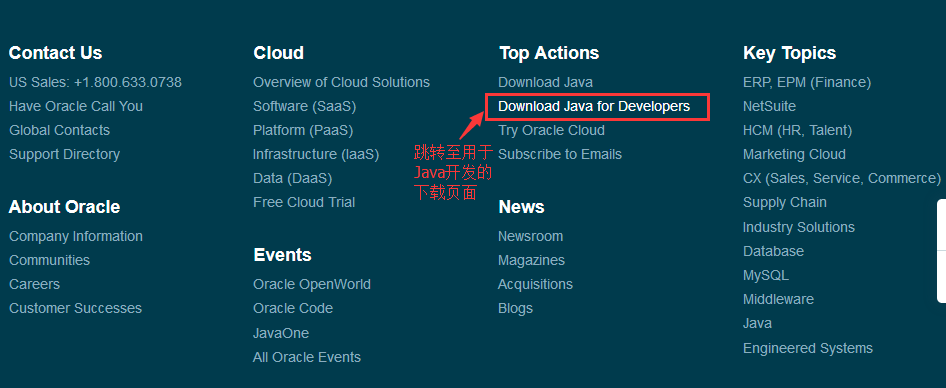 Contact Us
US Sales: +1.800.633.0738
Have Oracle Call You
Global Contacts
Support Directory
About Oracle
Company Information
Communities
Careers
Customer Successes
Cloud
Overview of Cloud Solutions
Software (SaaS)
Platform (PaaS)
Infrastructure (IaaS)
Data (DaaS)
Free Cloud Trial
Events
Oracle OpenWorld
Oracle Code
JavaOne
All Oracle Events
Top Actions
Download Java
Download Java for Developers
Try Oracle Cloud
Subscribe to Emails
跳转至用于
Java开发的
下载页面
News
Newsroom
Magazines
Acquisitions
Blogs
Key Topics
ERP, EPM (Finance)
NetSuite
HCM (HR, Talent)
Marketing Cloud
CX (Sales, Service, Commerce)
Supply Chain
Industry Solutions
Database
MySQL
Middleware
Java
Engineered Systems